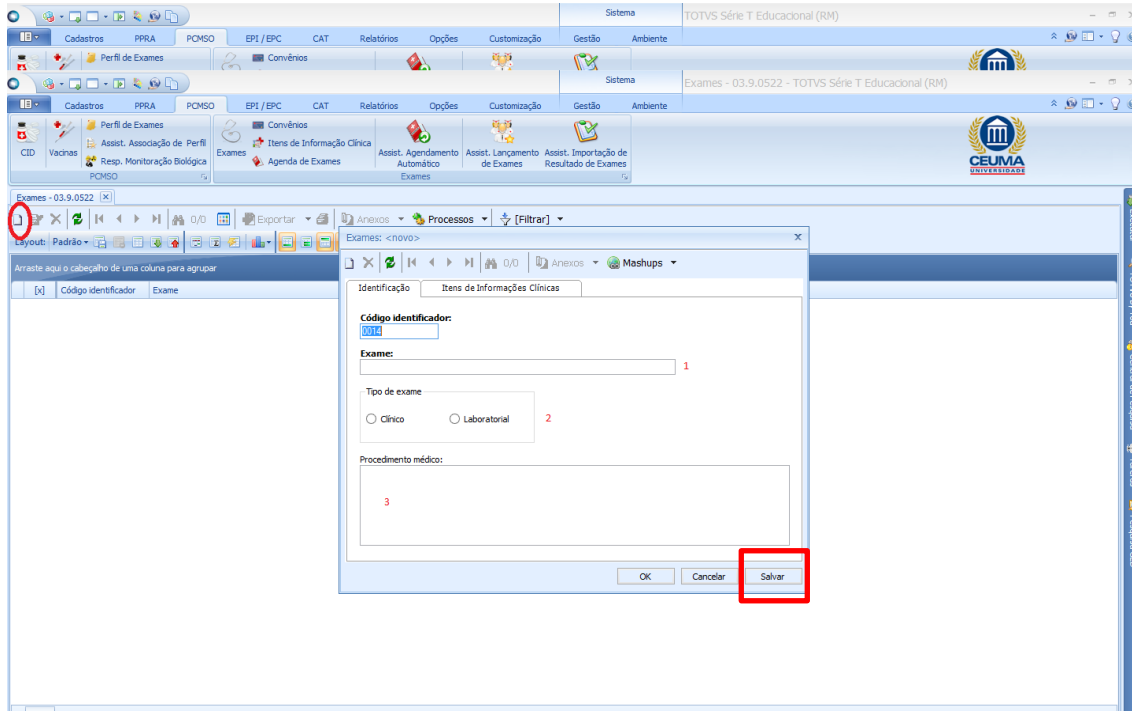 Sistema
TOTVS Série T Educacional (RM)
Cadastros PPRA PCMSO EPI / EPC CAT Relatórios Opções Customização Gestão Ambiente
Perfil de Exames Convênios
Sistema
Exames - 03.9.0522 - TOTVS Série T Educacional (RM)
Cadastros PPRA PCMSO EPI / EPC CAT Relatórios Opções Customização Gestão Ambiente
CID
Vacinas
Perfil de Exames
Assist. Associação de Perfil
Resp. Monitoração Biológica
PCMSO
Exames
Convênios
Itens de Informação Clínica
Agenda de Exames
Assist. Agendamento Automático
Assist. Lançamento de Exames
Assist. Importação de Resultado de Exames
Exames
CEUMA
UNIVERSIDADE
Exames - 03.9.0522
0/0 Exportar Anexos Processos [Filtrar]
Layout: Padrão
Arraste aqui o cabeçalho de uma coluna para agrupar
[x] Código identificador Exame
Exames: <novo>
0/0 Anexos Mashups
Identificação Itens de Informações Clínicas
Código identificador:
0014
Exame:
1
Tipo de exame
Clínico Laboratorial 2
Procedimento médico:
3
OK Cancelar Salvar